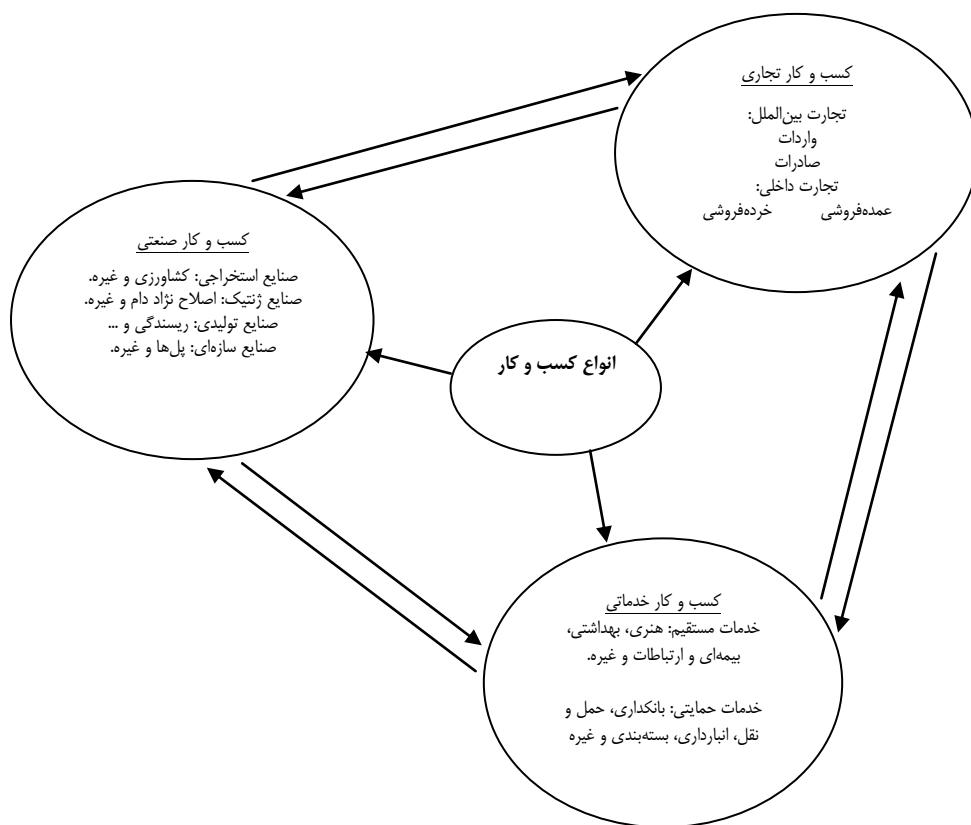 کسب و کار تجاری
تجارت بین‌الملل:
واردات
صادرات
تجارت داخلی:
عمده‌فروشی خرده‌فروشی
کسب و کار صنعتی
صنایع استخراجی: کشاورزی و غیره.
صنایع ژنتیک: اصلاح نژاد دام و غیره.
صنایع تولیدی: ریسندگی و ...
صنایع سازه‌ای: پل‌ها و غیره.
انواع کسب و کار
کسب و کار خدماتی
خدمات مستقیم: هنری، بهداشتی،
بیمه‌ای و ارتباطات و غیره.
خدمات حمایتی: بانکداری، حمل و
نقل، انبارداری، بسته‌بندی و غیره